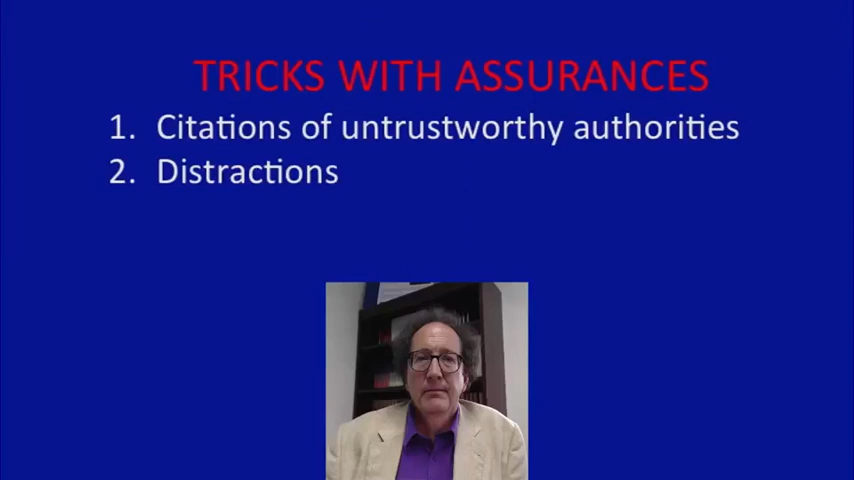 TRICKS WITH ASSURANCES
1. Citations of untrustworthy authorities
2. Distractions